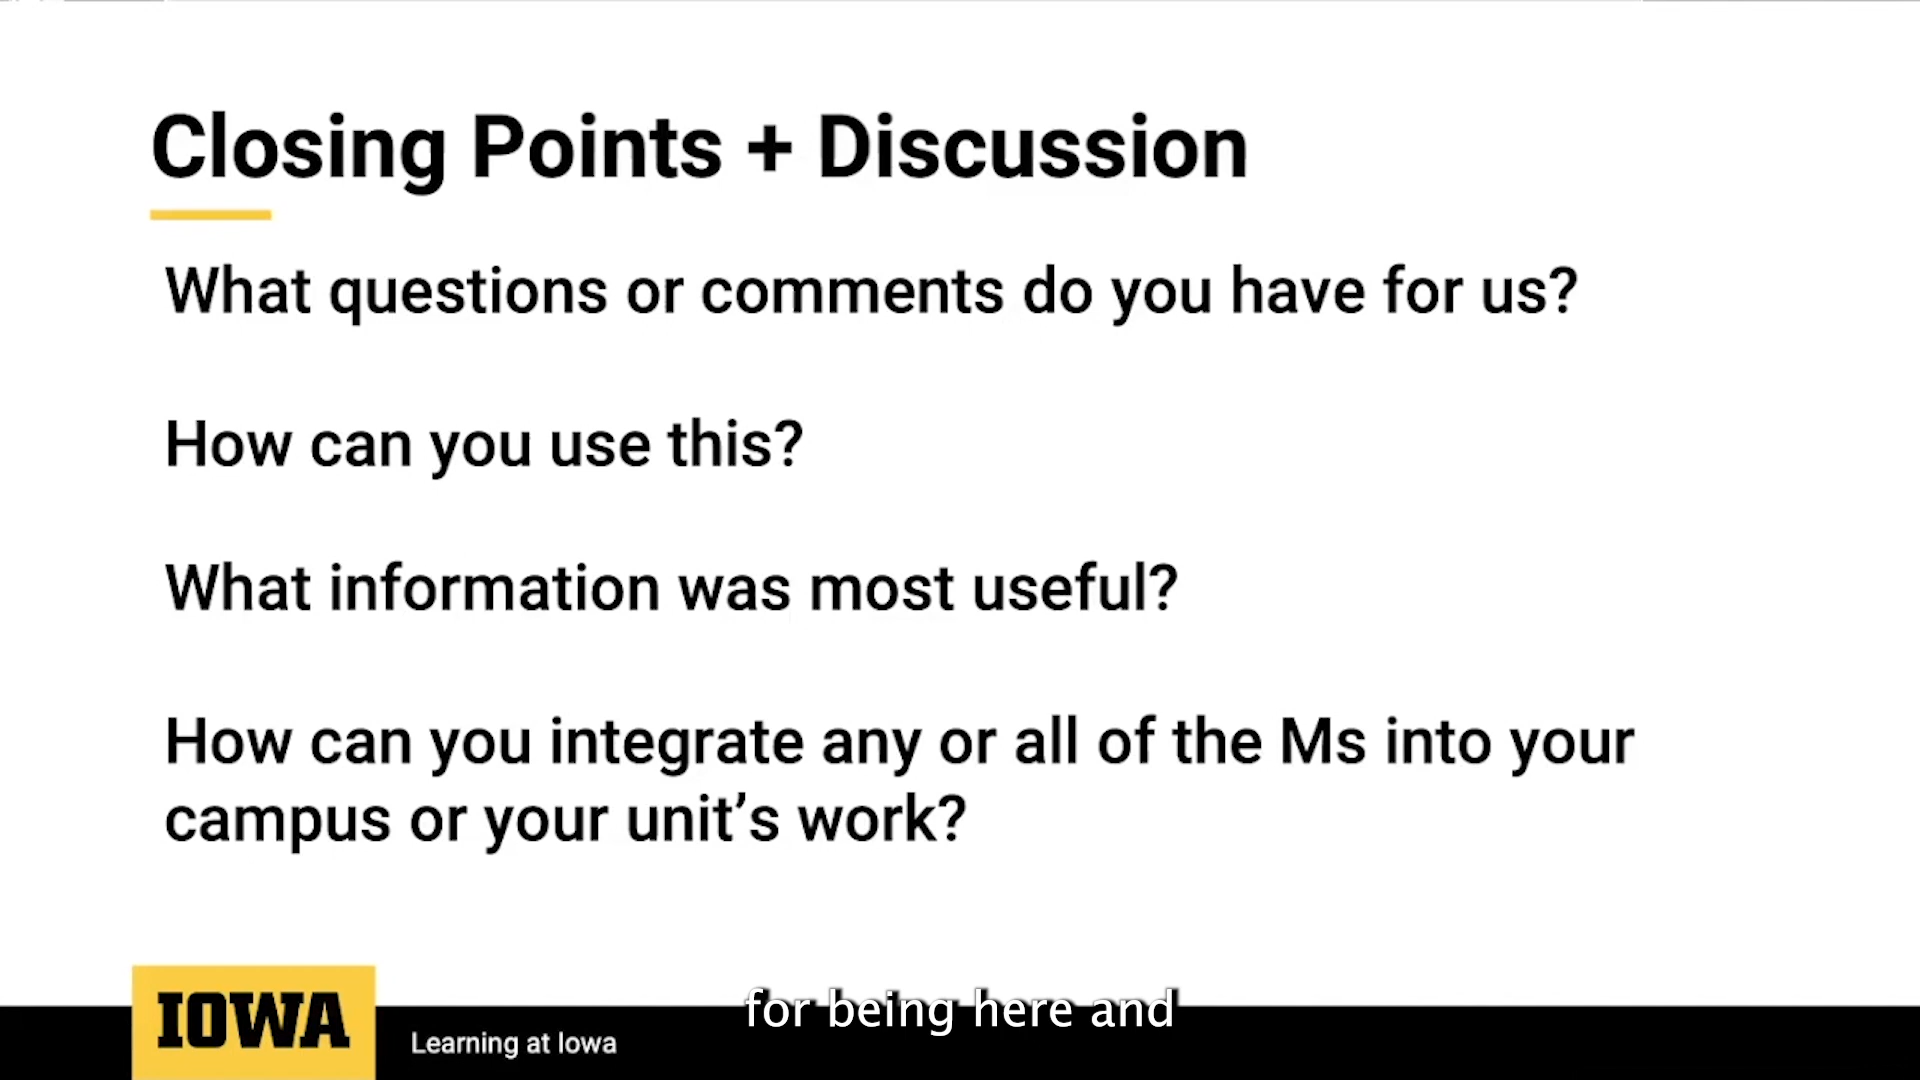 Closing Points + Discussion
What questions or comments do you have for us?
How can you use this?
What information was most useful?
How can you integrate any or all of the Ms into your
campus or your unit’s work?
for being here and
IOWA
Learning at Iowa